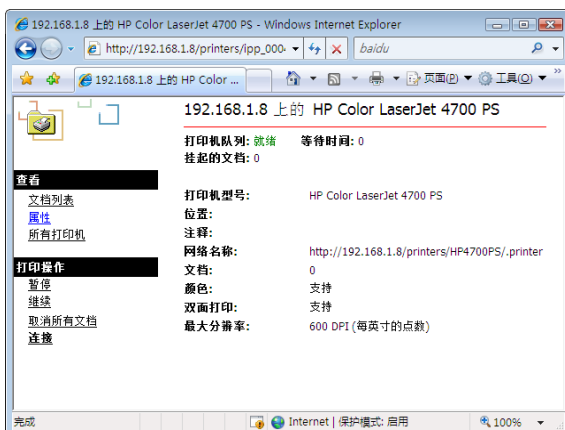 192.168.1.8 上的 HP Color LaserJet 4700 PS - Windows Internet Explorer
http://192.168.1.8/printers/ipp_000 baidu
192.168.1.8 上的 HP Color ... 页面(P) 工具(O) »
192.168.1.8 上的 HP Color LaserJet 4700 PS
打印机队列: 就绪 等待时间: 0
挂起的文档: 0
查看
文档列表
属性
所有打印机
打印操作
暂停
继续
取消所有文档
连接
打印机型号: HP Color LaserJet 4700 PS
位置:
注释:
网络名称: http://192.168.1.8/printers/HP4700PS/.printer
文档: 0
颜色: 支持
双面打印: 支持
最大分辨率: 600 DPI (每英寸的点数)
完成 Internet | 保护模式: 启用 100%